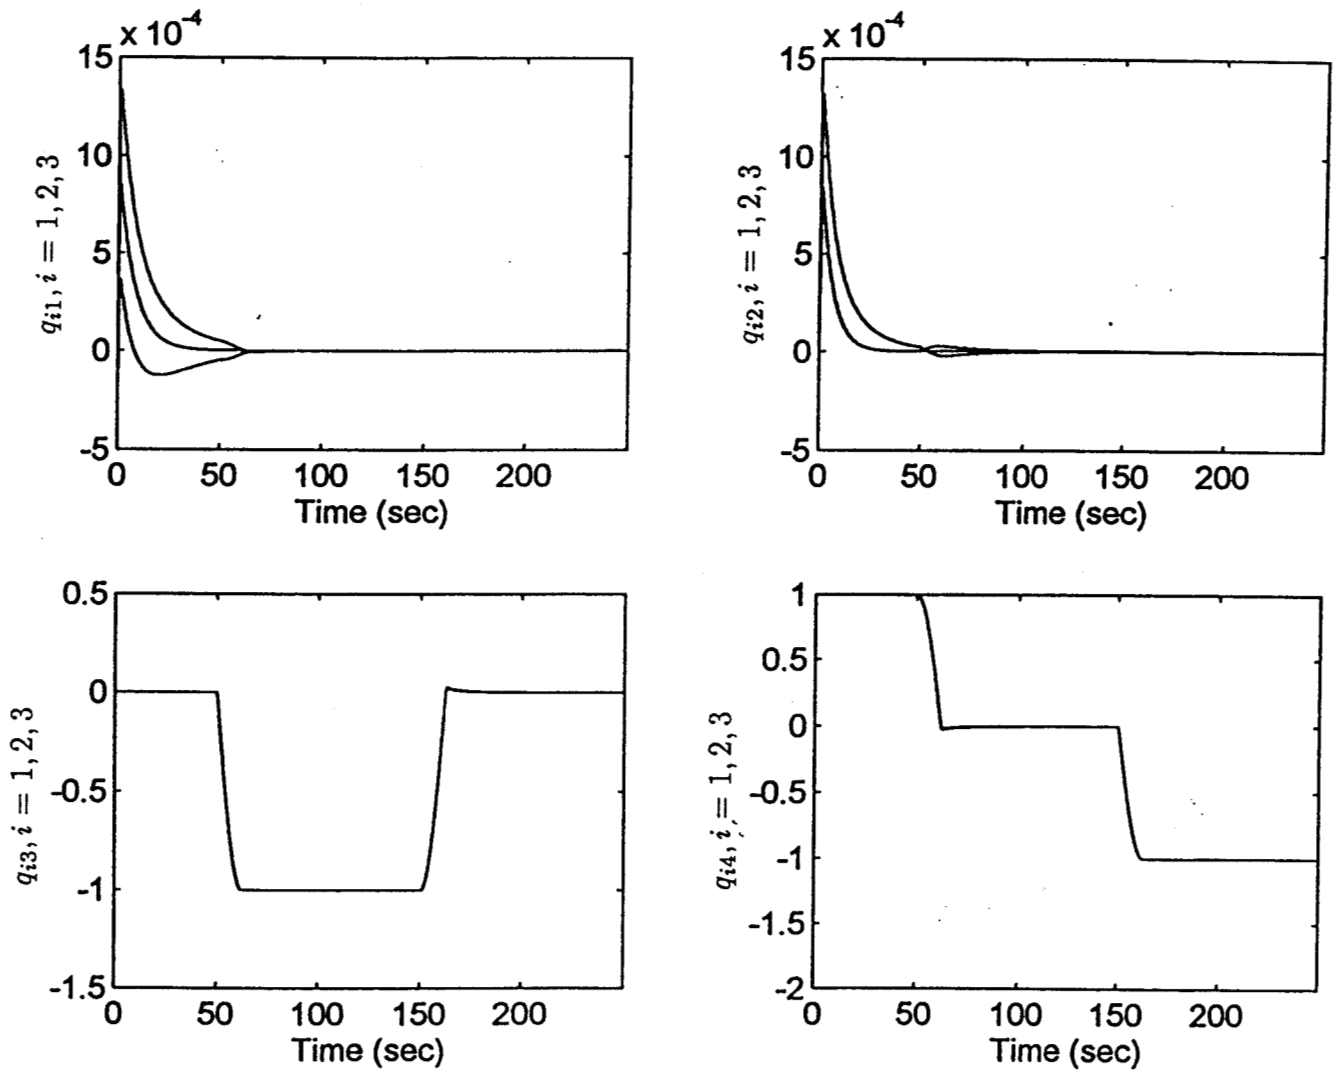 x 10^-4
15
10
5
0
-5
0 50 100 150 200
Time (sec)
q_{i1}, i = 1, 2, 3
x 10^-4
15
10
5
0
-5
0 50 100 150 200
Time (sec)
q_{i2}, i = 1, 2, 3
0.5
0
-0.5
-1
-1.5
0 50 100 150 200
Time (sec)
q_{i3}, i = 1, 2, 3
1
0.5
0
-0.5
-1
-1.5
-2
0 50 100 150 200
Time (sec)
q_{i4}, i = 1, 2, 3